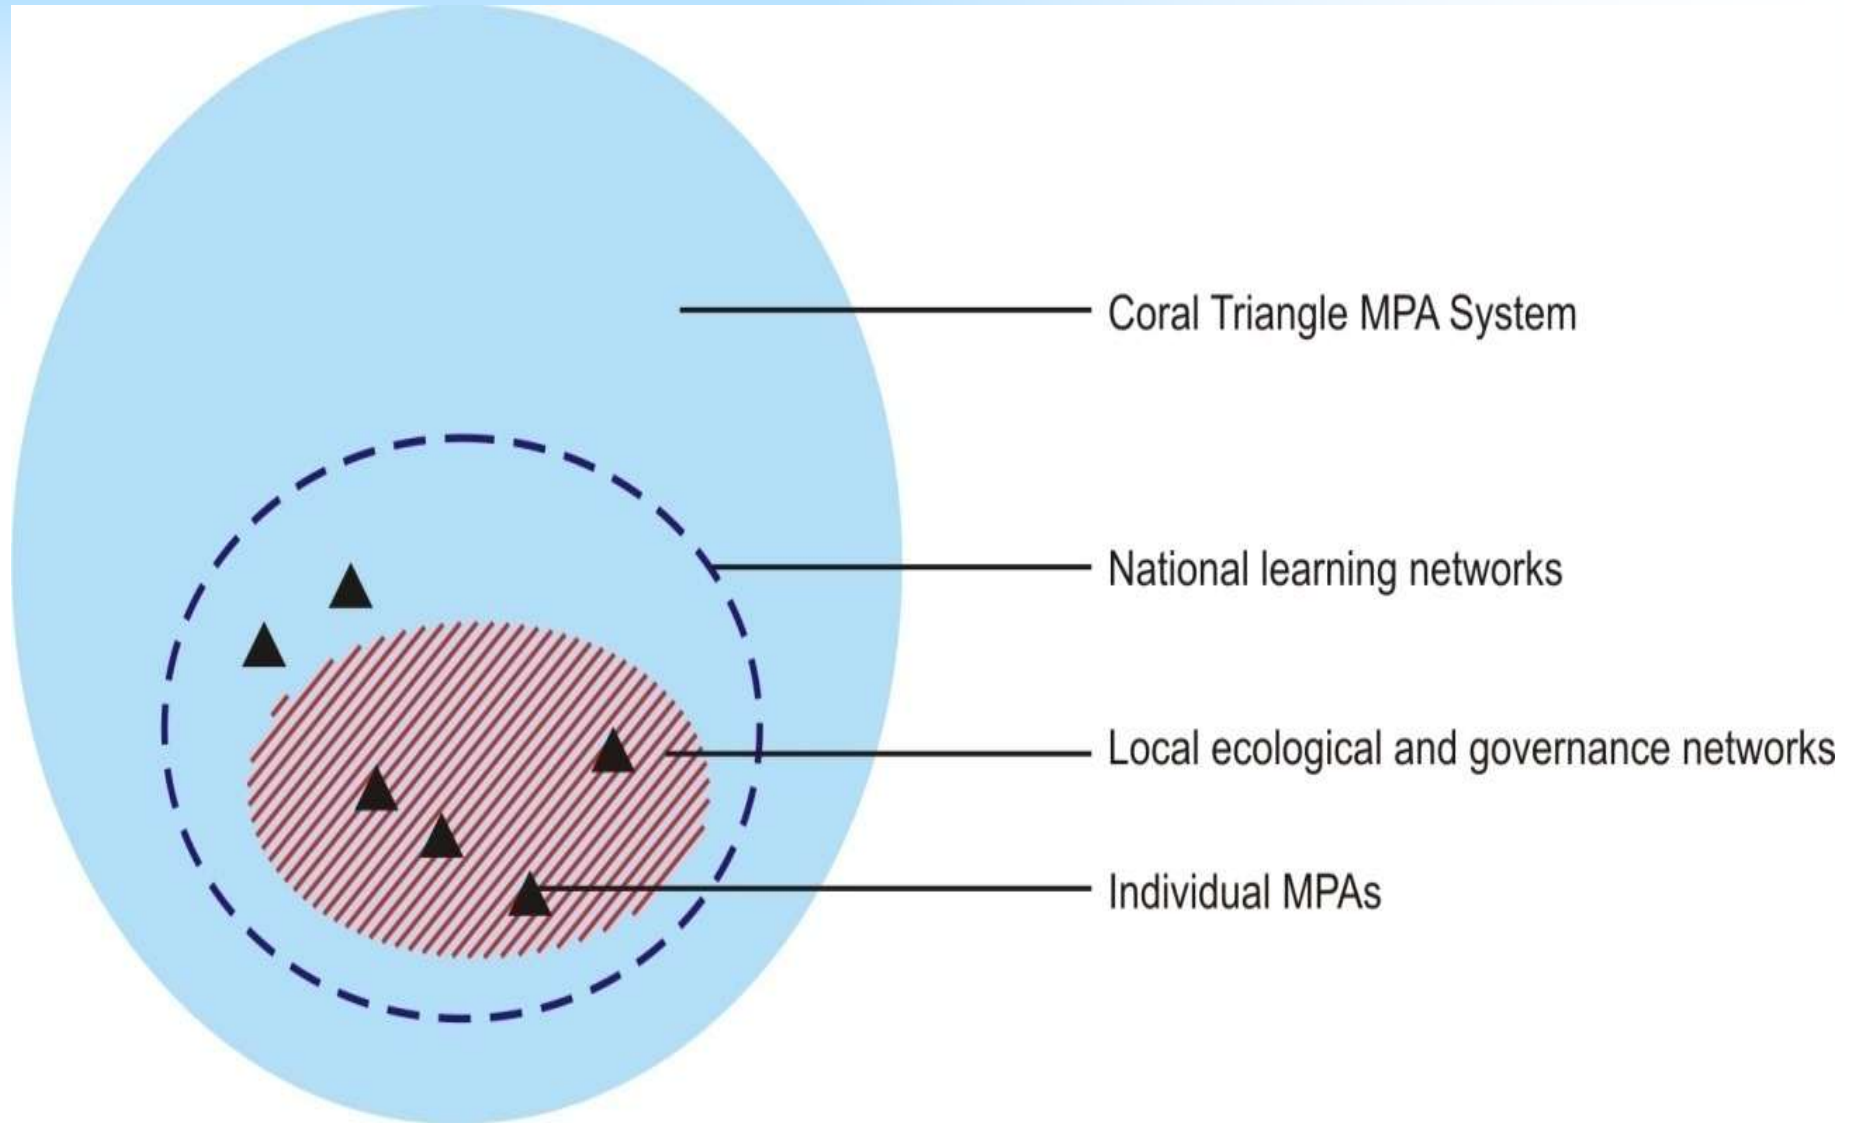 Coral Triangle MPA System
National learning networks
Local ecological and governance networks
Individual MPAs